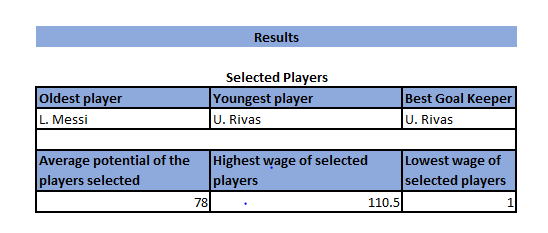 Results
Selected Players
Oldest player Youngest player Best Goal Keeper
L. Messi U. Rivas U. Rivas
Average potential of the Highest wage of selected Lowest wage of
players selected players selected players
78 110.5 1